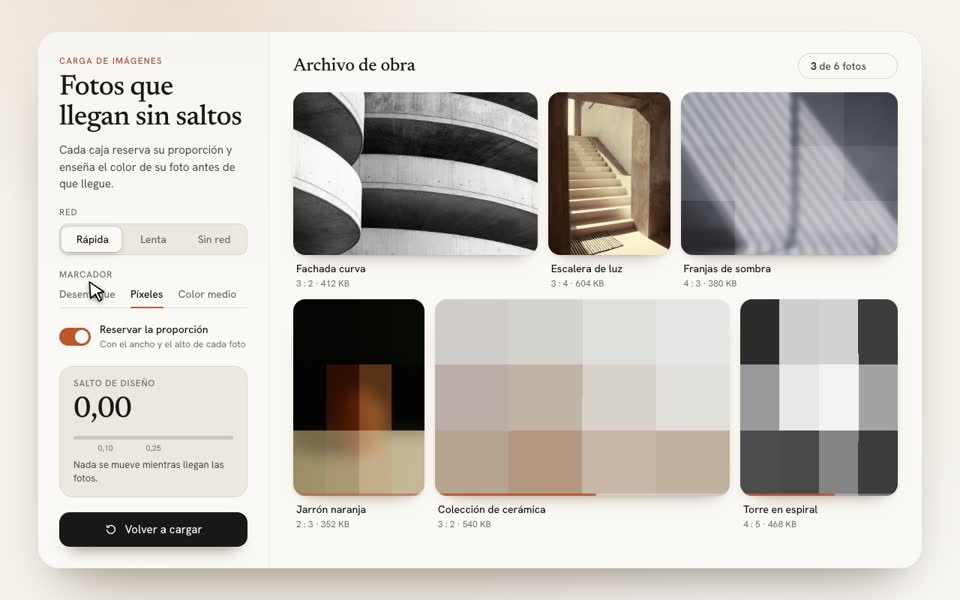 CARGA DE IMÁGENES
Fotos que
llegan sin saltos
Cada caja reserva su proporción y
enseña el color de su foto antes de
que llegue.
RED
Rápida
Lenta
Sin red
MARCADOR
Píxeles
Color medio
Reservar la proporción
Con el ancho y el alto de cada foto
SALTO DE DISEÑO
0,00
0,10
0,25
Nada se mueve mientras llegan las
fotos.
Volver a cargar
Archivo de obra
3 de 6 fotos
Fachada curva
3 : 2 · 412 KB
Escalera de luz
3 : 4 · 604 KB
Franjas de sombra
4 : 3 · 380 KB
Jarrón naranja
2 : 3 · 352 KB
Colección de cerámica
3 : 2 · 540 KB
Torre en espiral
4 : 5 · 468 KB